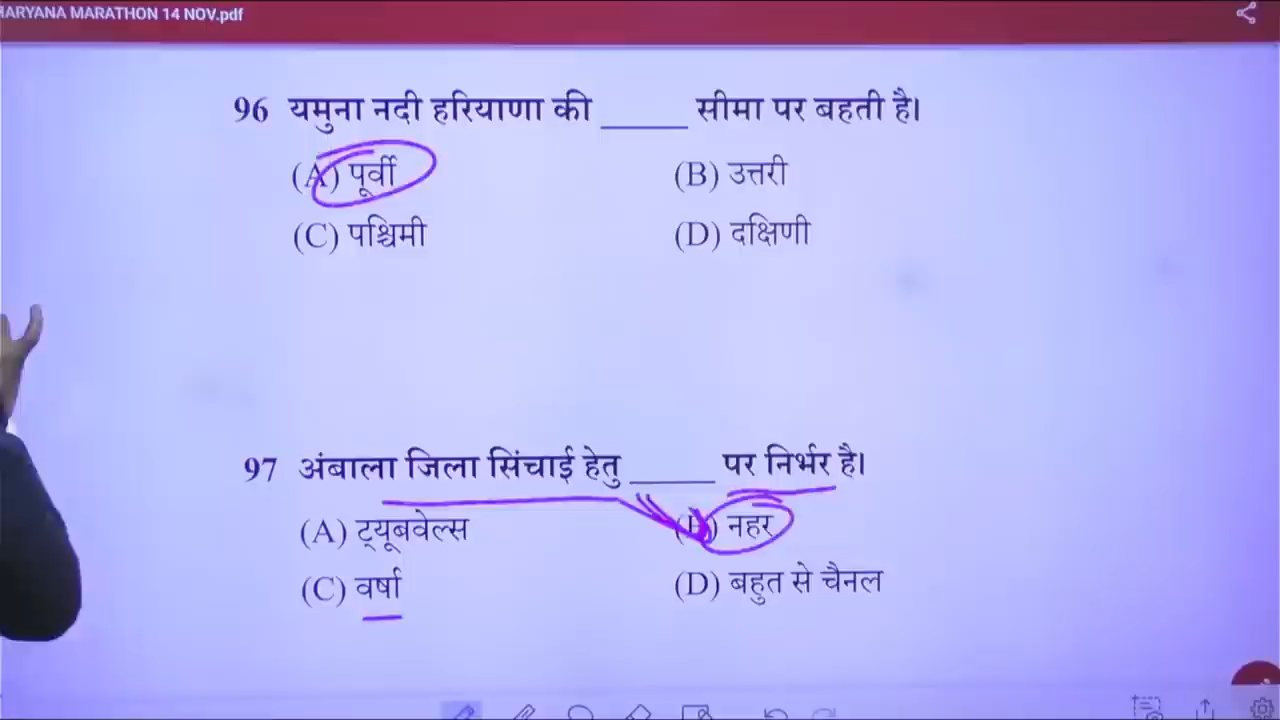 HARYANA MARATHON 14 NOV.pdf
96 यमुना नदी हरियाणा की ______ सीमा पर बहती है।
(A) पूर्वी (B) उत्तरी
(C) पश्चिमी (D) दक्षिणी
97 अंबाला जिला सिंचाई हेतु ______ पर निर्भर है।
(A) ट्यूबवेल्स (B) नहर
(C) वर्षा (D) बहुत से चैनल